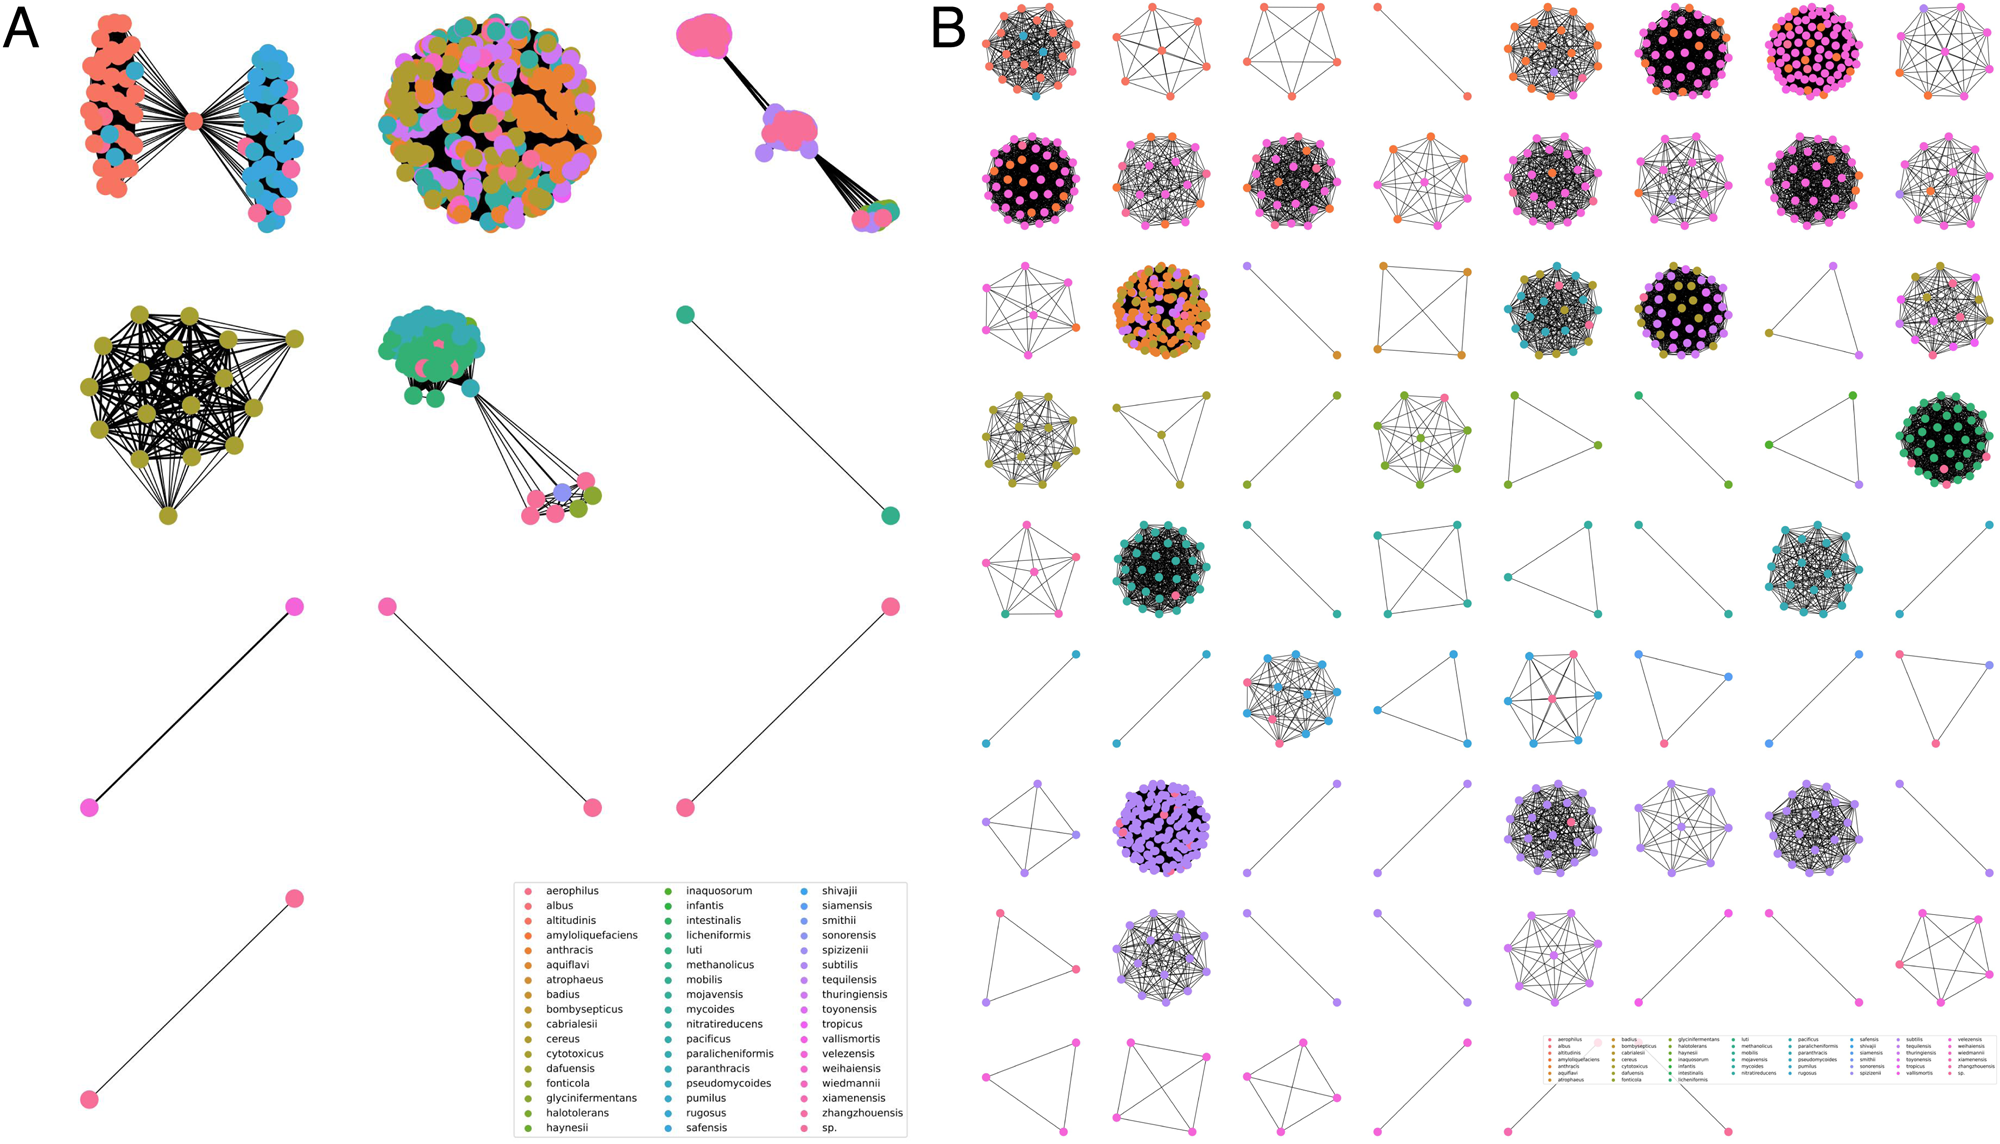 A
B
aerophilus
albus
altitudinis
amyloliquefaciens
anthracis
aquiflavi
atrophaeus
badius
bombysepticus
cabrialesii
cereus
cytotoxicus
dafuensis
fonticola
glycinifermentans
halotolerans
haynesii
inaquosorum
infantis
intestinalis
licheniformis
luti
methanolicus
mobilis
mojavensis
mycoides
nitratireducens
pacificus
paralicheniformis
paranthracis
pseudomycoides
pumilus
rugosus
safensis
shivajii
siamensis
smithii
sonorensis
spizizenii
subtilis
tequilensis
thuringiensis
toyonensis
tropicus
vallismortis
velezensis
weihaiensis
wiedmannii
xiamenensis
zhangzhouensis
sp.
aerophilus
albus
altitudinis
amyloliquefaciens
anthracis
aquiflavi
atrophaeus
badius
bombysepticus
cabrialesii
cereus
cytotoxicus
dafuensis
fonticola
glycinifermentans
halotolerans
haynesii
inaquosorum
infantis
intestinalis
licheniformis
luti
methanolicus
mobilis
mojavensis
mycoides
nitratireducens
pacificus
paralicheniformis
paranthracis
pseudomycoides
pumilus
rugosus
safensis
shivajii
siamensis
smithii
sonorensis
spizizenii
subtilis
tequilensis
thuringiensis
toyonensis
tropicus
vallismortis
velezensis
weihaiensis
wiedmannii
xiamenensis
zhangzhouensis
sp.